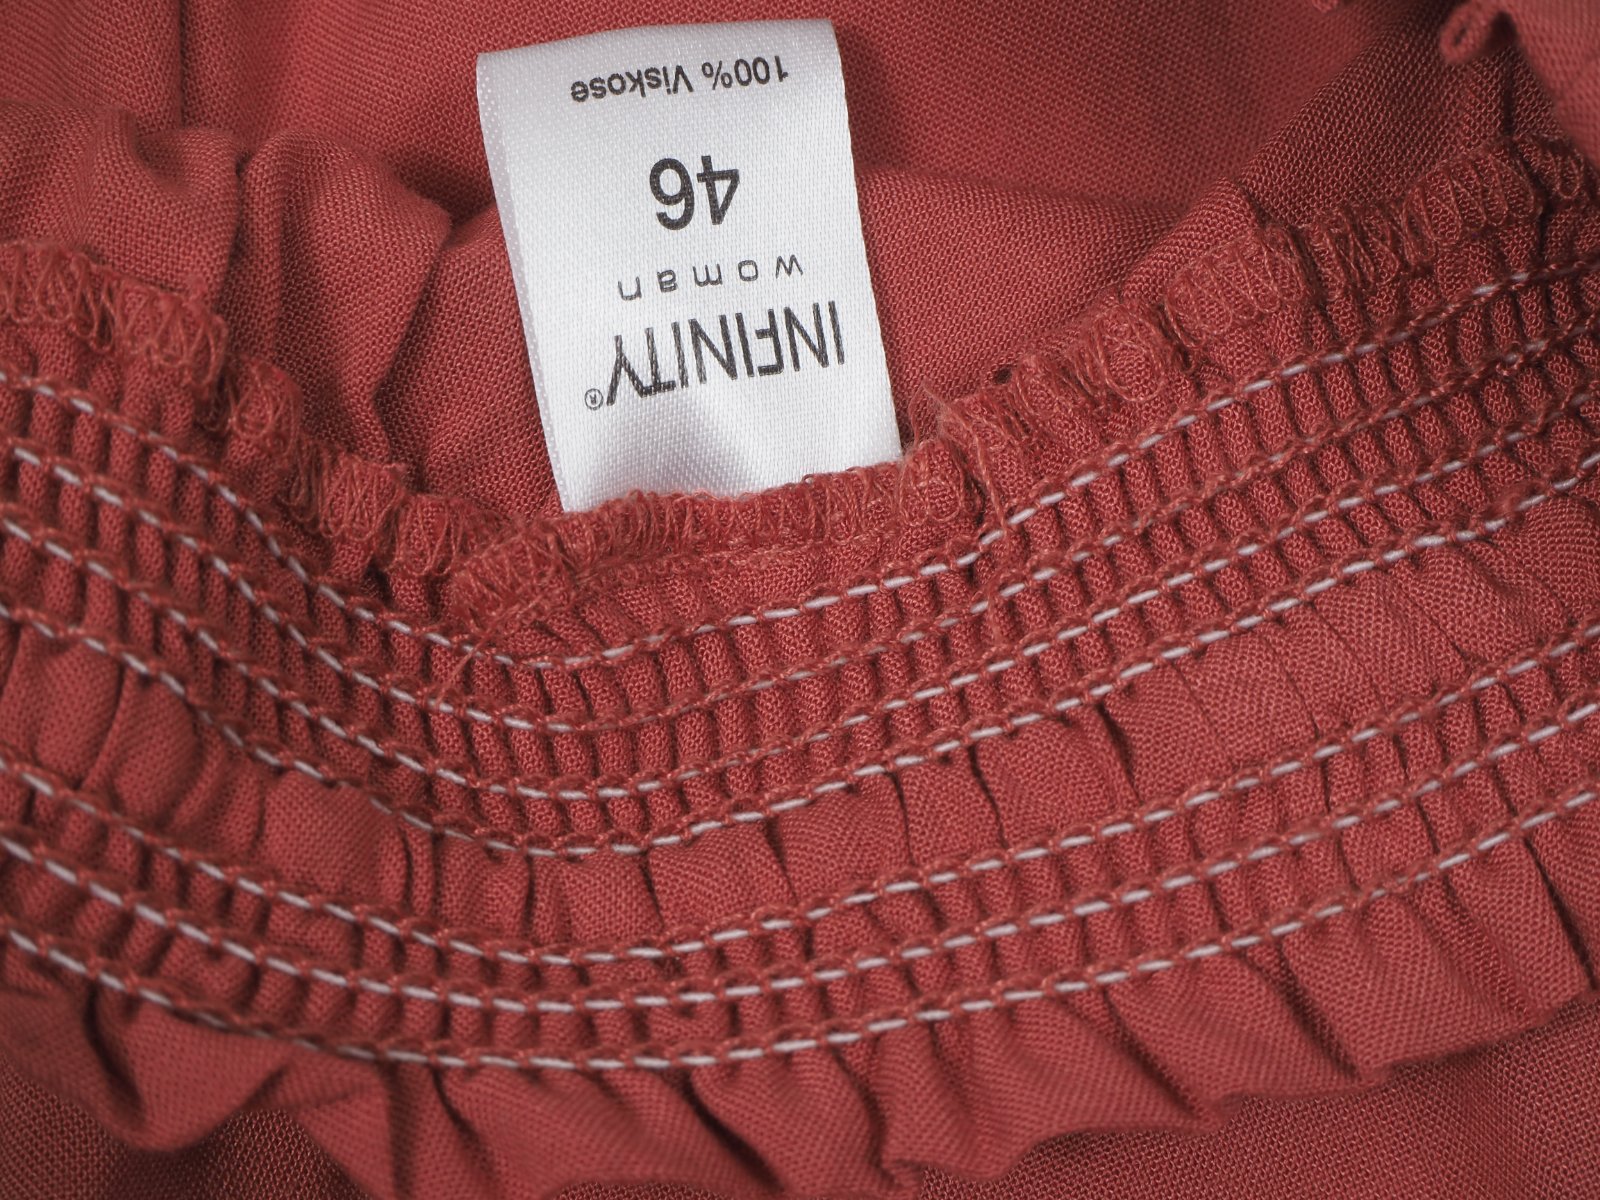 INFINITY®
woman
46
100% Viskose